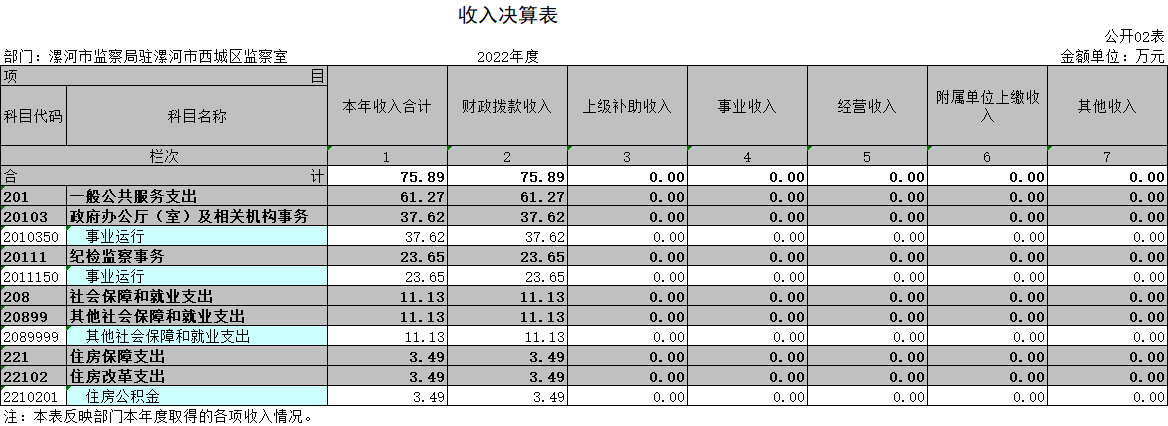 收入决算表
公开02表
部门：漯河市监察局驻漯河市西城区监察室 2022年度 金额单位：万元
项 目 本年收入合计 财政拨款收入 上级补助收入 事业收入 经营收入 附属单位上缴收入 其他收入
科目代码 科目名称
栏次 1 2 3 4 5 6 7
合 计 75.89 75.89 0.00 0.00 0.00 0.00 0.00
201 一般公共服务支出 61.27 61.27 0.00 0.00 0.00 0.00 0.00
20103 政府办公厅（室）及相关机构事务 37.62 37.62 0.00 0.00 0.00 0.00 0.00
2010350 事业运行 37.62 37.62 0.00 0.00 0.00 0.00 0.00
20111 纪检监察事务 23.65 23.65 0.00 0.00 0.00 0.00 0.00
2011150 事业运行 23.65 23.65 0.00 0.00 0.00 0.00 0.00
208 社会保障和就业支出 11.13 11.13 0.00 0.00 0.00 0.00 0.00
20899 其他社会保障和就业支出 11.13 11.13 0.00 0.00 0.00 0.00 0.00
2089999 其他社会保障和就业支出 11.13 11.13 0.00 0.00 0.00 0.00 0.00
221 住房保障支出 3.49 3.49 0.00 0.00 0.00 0.00 0.00
22102 住房改革支出 3.49 3.49 0.00 0.00 0.00 0.00 0.00
2210201 住房公积金 3.49 3.49 0.00 0.00 0.00 0.00 0.00
注：本表反映部门本年度取得的各项收入情况。